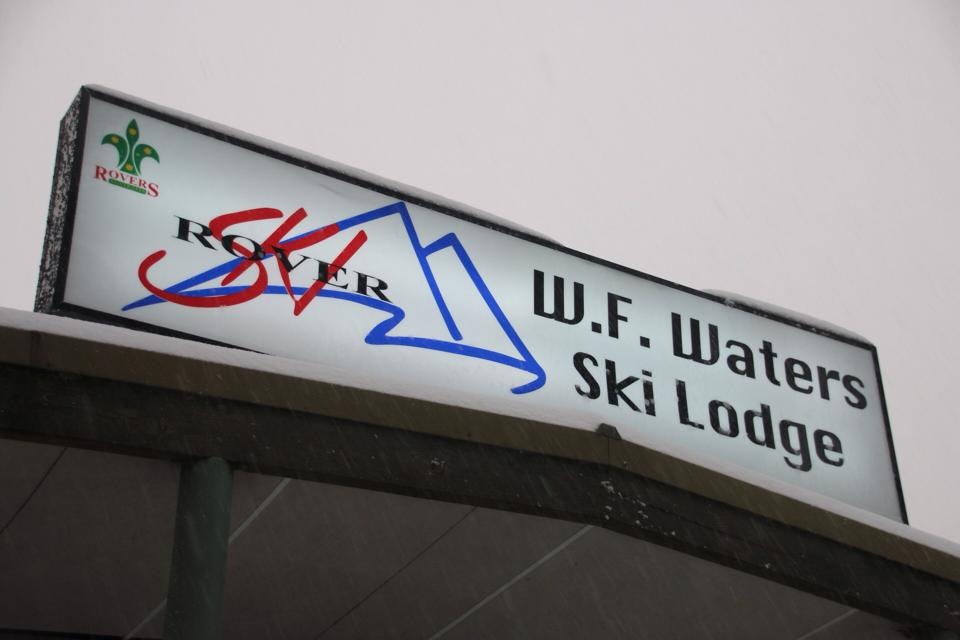 ROVERS
SKI
ROVER
W.F. Waters
Ski Lodge